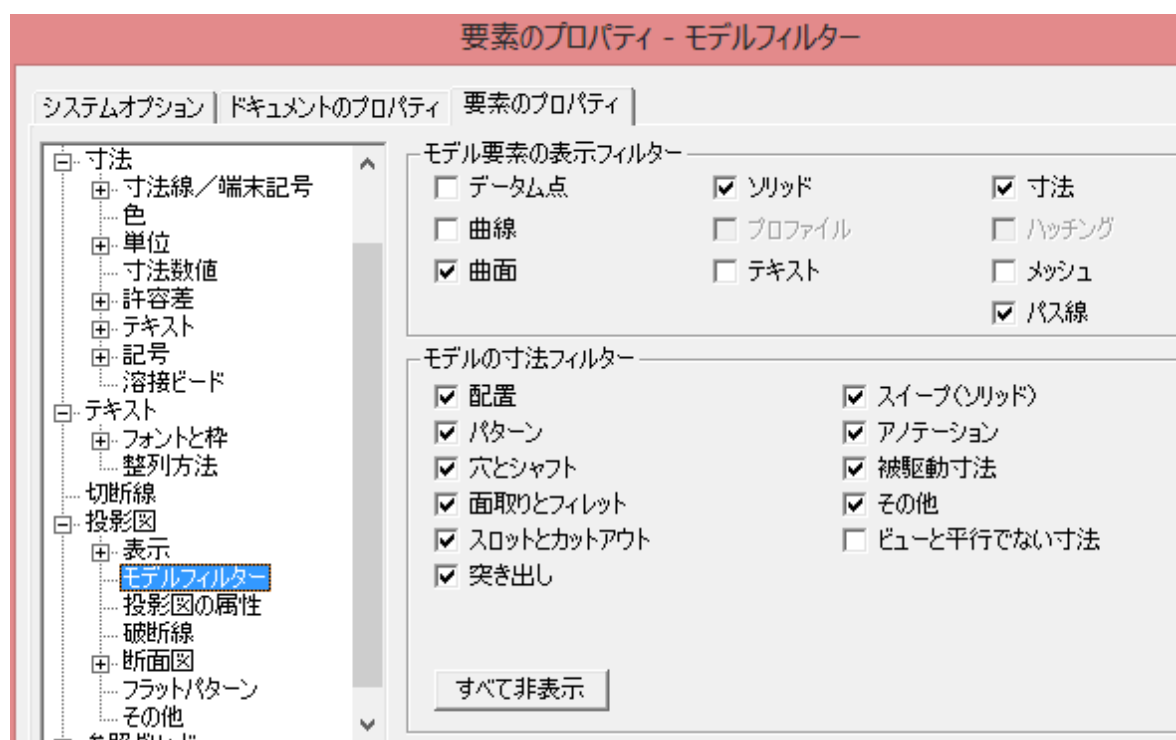 要素のプロパティ - モデルフィルター
システムオプション
ドキュメントのプロパティ
要素のプロパティ
寸法
寸法線／端末記号
色
単位
寸法数値
許容差
テキスト
記号
溶接ビード
テキスト
フォントと枠
整列方法
切断線
投影図
表示
モデルフィルター
投影図の属性
破断線
断面図
フラットパターン
その他
モデル要素の表示フィルター
データム点
ソリッド
寸法
曲線
プロファイル
ハッチング
曲面
テキスト
メッシュ
パス線
モデルの寸法フィルター
配置
スイープ(ソリッド)
パターン
アノテーション
穴とシャフト
被駆動寸法
面取りとフィレット
その他
スロットとカットアウト
ビューと平行でない寸法
突き出し
すべて非表示